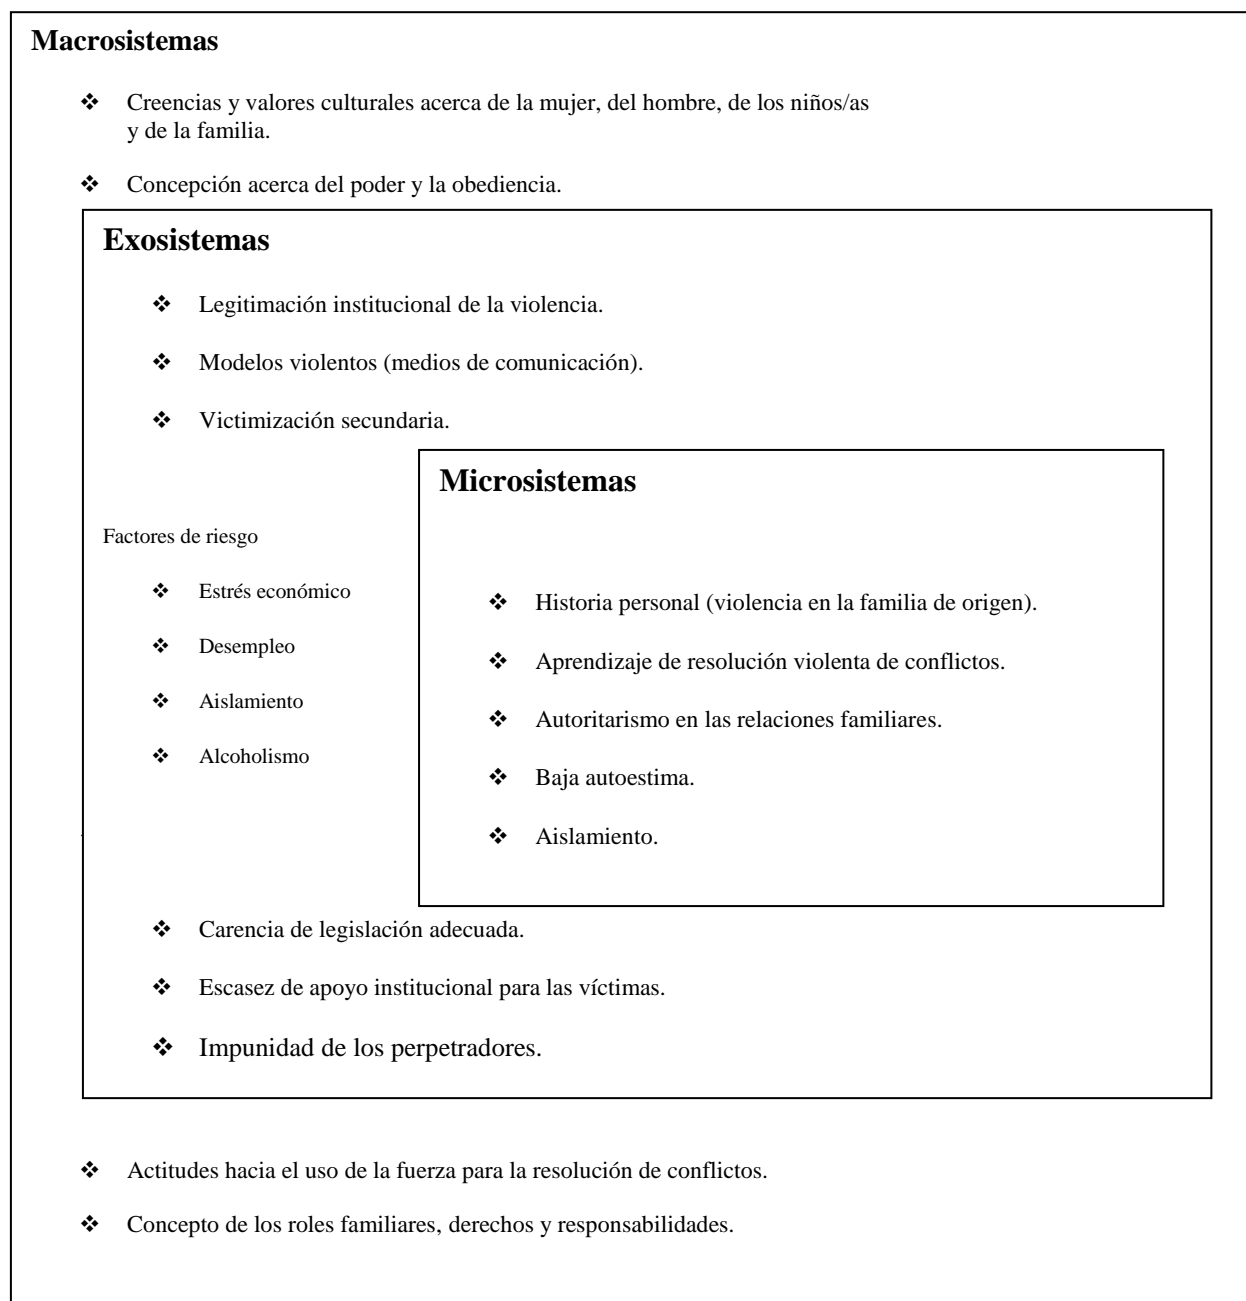 Macrosistemas
❖ Creencias y valores culturales acerca de la mujer, del hombre, de los niños/as
y de la familia.
❖ Concepción acerca del poder y la obediencia.
Exosistemas
❖ Legitimación institucional de la violencia.
❖ Modelos violentos (medios de comunicación).
❖ Victimización secundaria.
Factores de riesgo
❖ Estrés económico
❖ Desempleo
❖ Aislamiento
❖ Alcoholismo
Microsistemas
❖ Historia personal (violencia en la familia de origen).
❖ Aprendizaje de resolución violenta de conflictos.
❖ Autoritarismo en las relaciones familiares.
❖ Baja autoestima.
❖ Aislamiento.
❖ Carencia de legislación adecuada.
❖ Escasez de apoyo institucional para las víctimas.
❖ Impunidad de los perpetradores.
❖ Actitudes hacia el uso de la fuerza para la resolución de conflictos.
❖ Concepto de los roles familiares, derechos y responsabilidades.